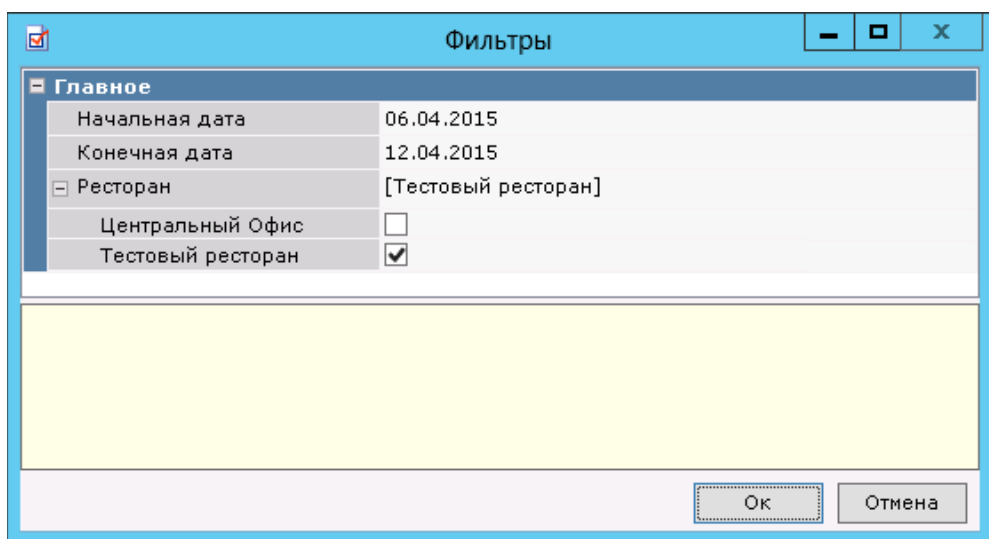 Фильтры
Главное
Начальная дата 06.04.2015
Конечная дата 12.04.2015
Ресторан [Тестовый ресторан]
Центральный Офис
Тестовый ресторан
Ок Отмена